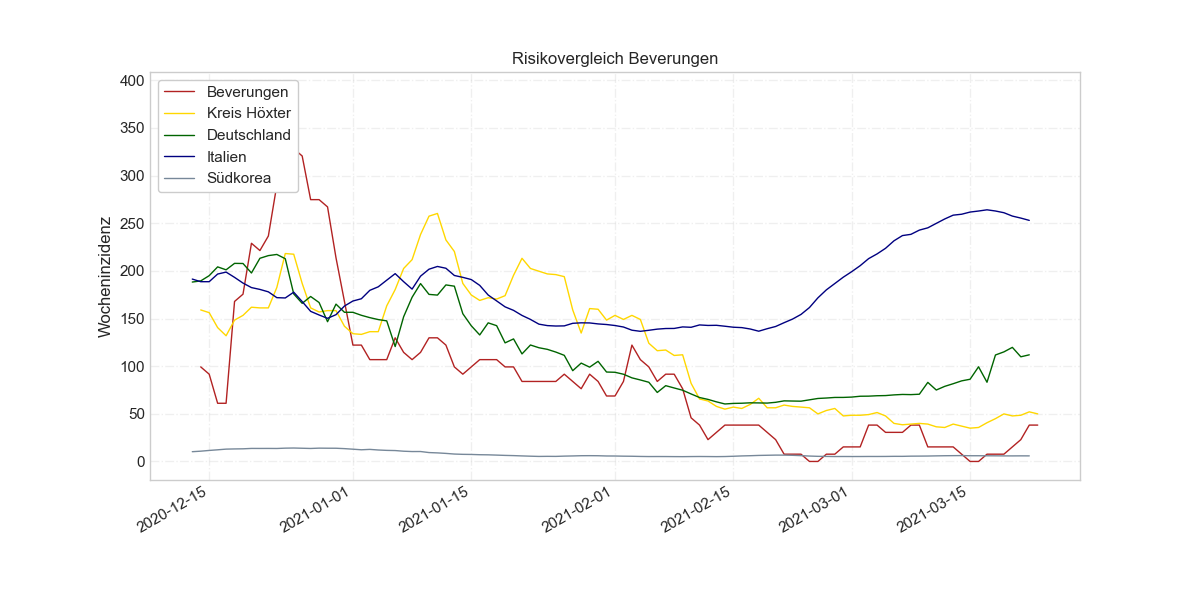 Risikovergleich Beverungen
Wocheninzidenz
400
350
300
250
200
150
100
50
0
Beverungen
Kreis Höxter
Deutschland
Italien
Südkorea
2020-12-15
2021-01-01
2021-01-15
2021-02-01
2021-02-15
2021-03-01
2021-03-15